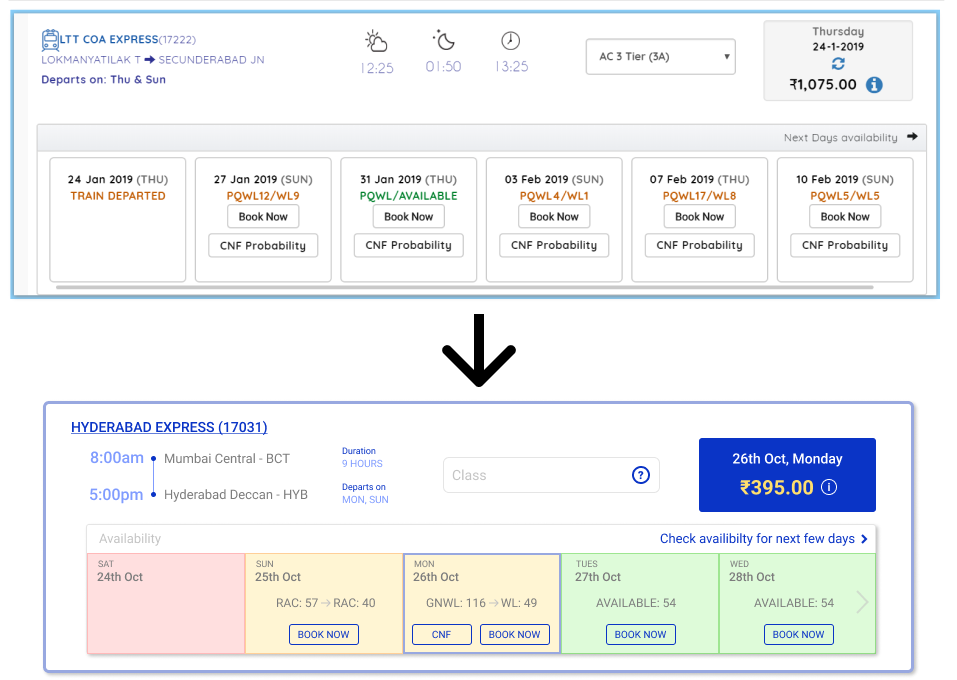 LTT COA EXPRESS(17222)
LOKMANYATILAK T SECUNDERABAD JN
Departs on: Thu & Sun
12:25 01:50 13:25
AC 3 Tier (3A)
Thursday
24-1-2019
₹1,075.00
Next Days availability
24 Jan 2019 (THU)
TRAIN DEPARTED
27 Jan 2019 (SUN)
PQWL12/WL9
Book Now
CNF Probability
31 Jan 2019 (THU)
PQWL/AVAILABLE
Book Now
CNF Probability
03 Feb 2019 (SUN)
PQWL4/WL1
Book Now
CNF Probability
07 Feb 2019 (THU)
PQWL17/WL8
Book Now
CNF Probability
10 Feb 2019 (SUN)
PQWL5/WL5
Book Now
CNF Probability
HYDERABAD EXPRESS (17031)
8:00am Mumbai Central - BCT
5:00pm Hyderabad Deccan - HYB
Duration
9 HOURS
Departs on
MON, SUN
Class ?
26th Oct, Monday
₹395.00
Availability
Check availibilty for next few days
SAT
24th Oct
SUN
25th Oct
RAC: 57 → RAC: 40
BOOK NOW
MON
26th Oct
GNWL: 116 → WL: 49
CNF BOOK NOW
TUES
27th Oct
AVAILABLE: 54
BOOK NOW
WED
28th Oct
AVAILABLE: 54
BOOK NOW